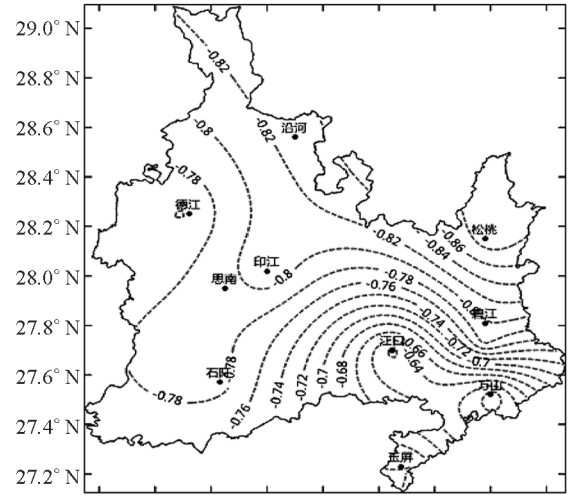 29.0° N
28.8° N
28.6° N
28.4° N
28.2° N
28.0° N
27.8° N
27.6° N
27.4° N
27.2° N
-0.82
-0.8
-0.82
沿河
-0.78
德江
-0.86
松桃
-0.82
-0.84
印江
-0.8
思南
-0.78
-0.76
碧江
-0.74
江口
-0.66
-0.72
-0.7
-0.64
石阡
-0.78
-0.68
-0.7
-0.72
-0.74
-0.76
-0.78
万山
玉屏